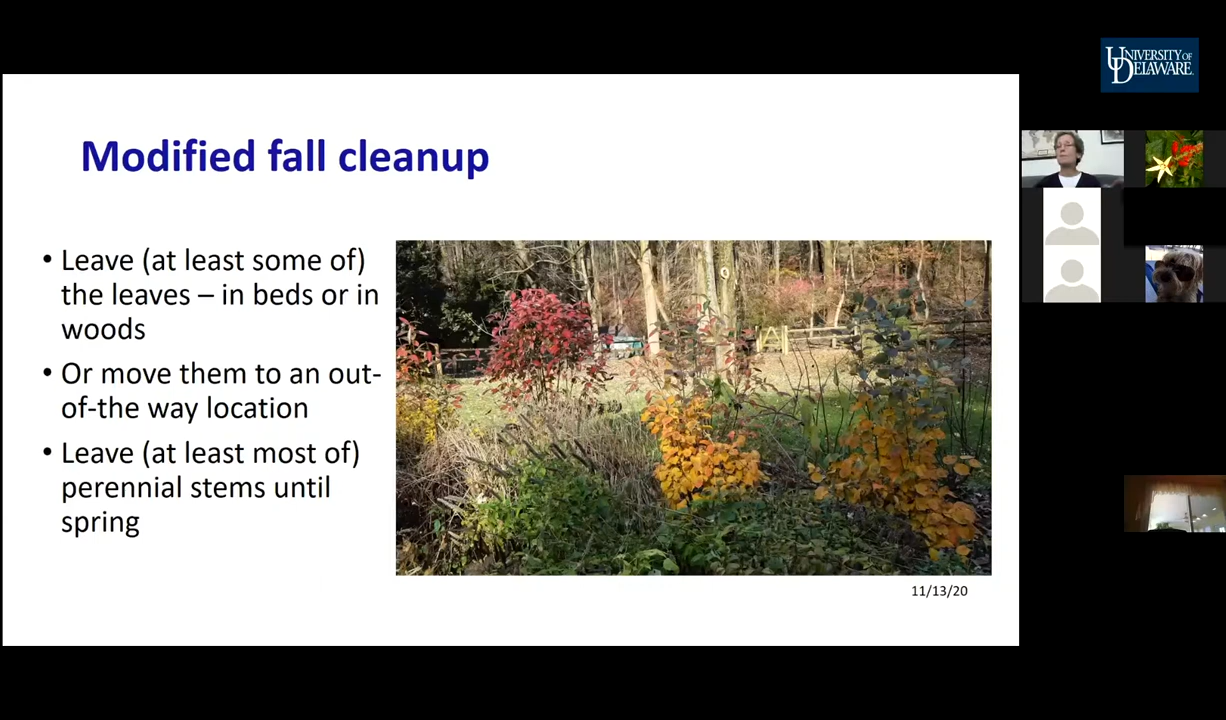 UNIVERSITY OF
DELAWARE
Modified fall cleanup
• Leave (at least some of)
the leaves – in beds or in
woods
• Or move them to an out-
of-the way location
• Leave (at least most of)
perennial stems until
spring
11/13/20